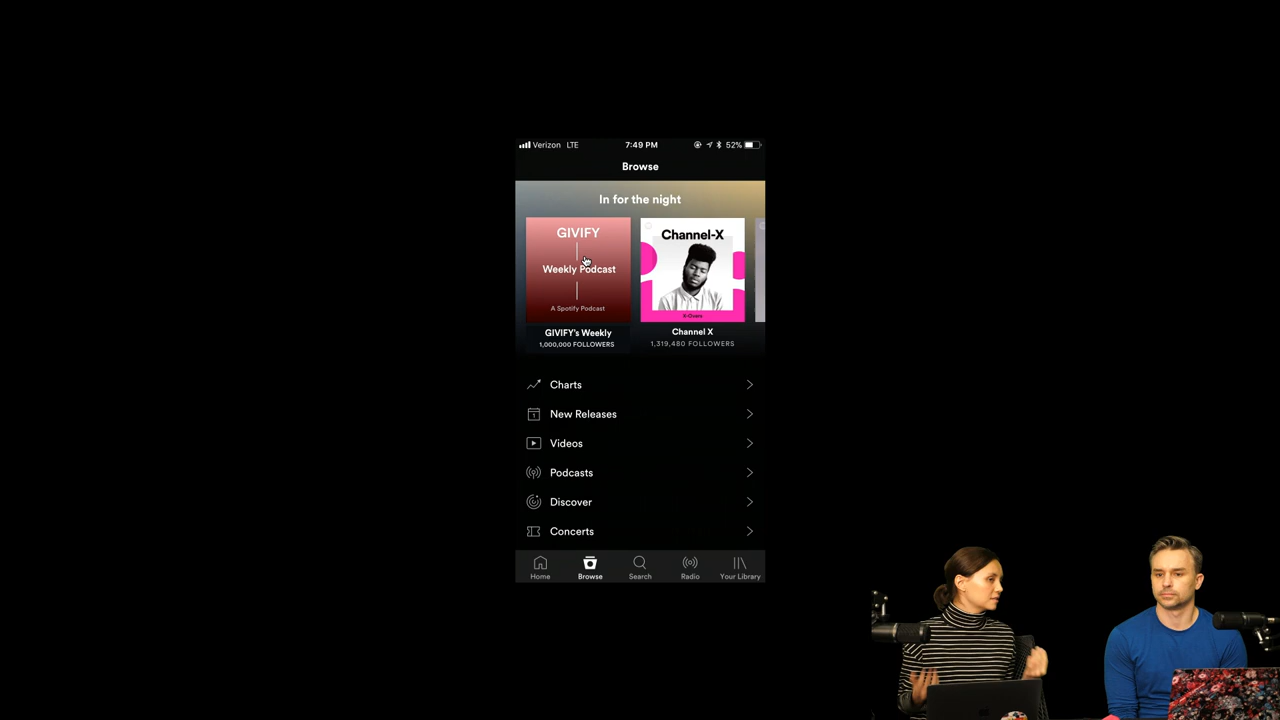 Verizon LTE 7:49 PM 52%
Browse
In for the night
GIVIFY
Weekly Podcast
A Spotify Podcast
GIVIFY's Weekly
1,000,000 FOLLOWERS
Channel-X
X-Overs
Channel X
1,319,480 FOLLOWERS
Charts
1
New Releases
Videos
Podcasts
Discover
Concerts
Home Browse Search Radio Your Library